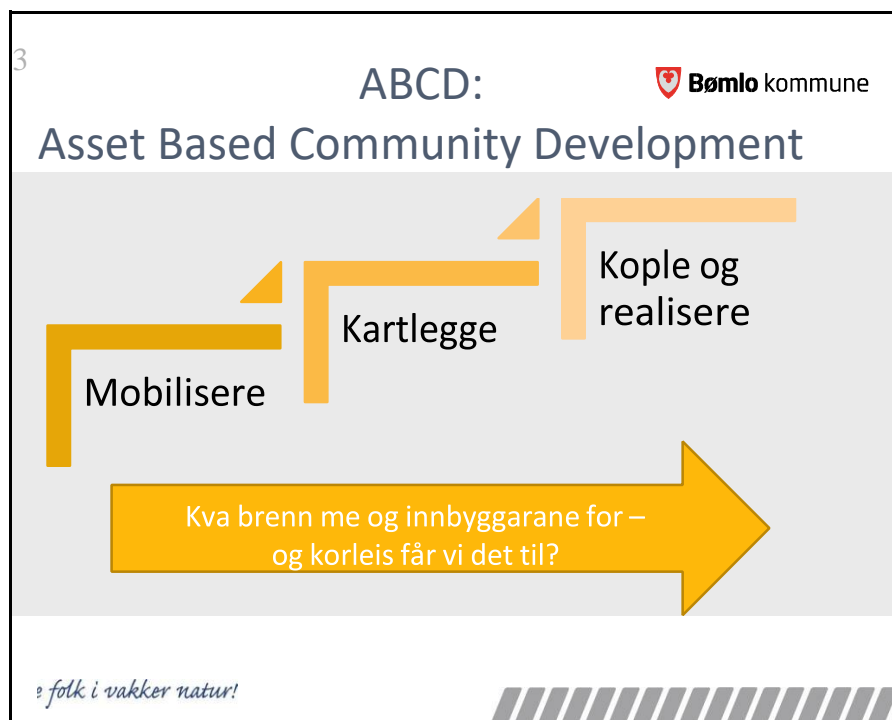 3
ABCD:
Bømlo kommune
Asset Based Community Development
Mobilisere
Kartlegge
Kople og
realisere
Kva brenn me og innbyggarane for –
og korleis får vi det til?
e folk i vakker natur!